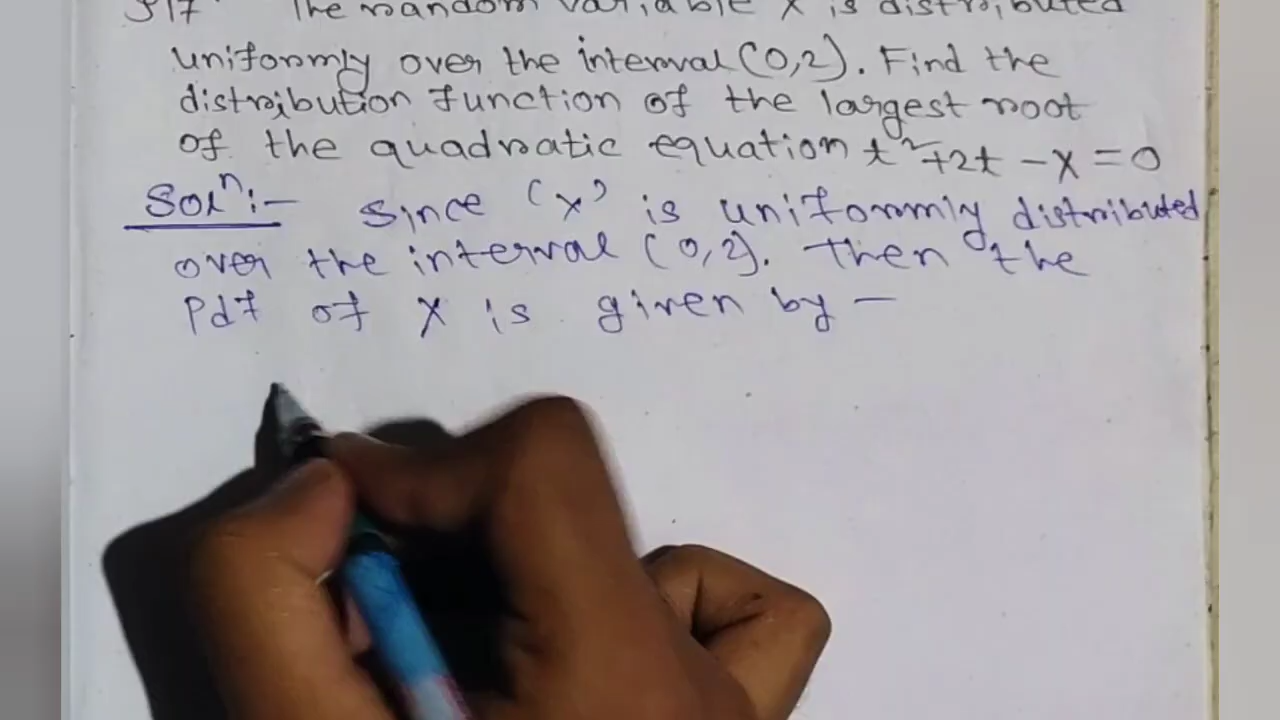 The random variable X is distributed
uniformly over the interval (0,2). Find the
distribution function of the largest root
of the quadratic equation t²+2t-X=0
Solⁿ:- Since 'X' is uniformly distributed
over the interval (0,2). Then the
Pdf of X is given by —